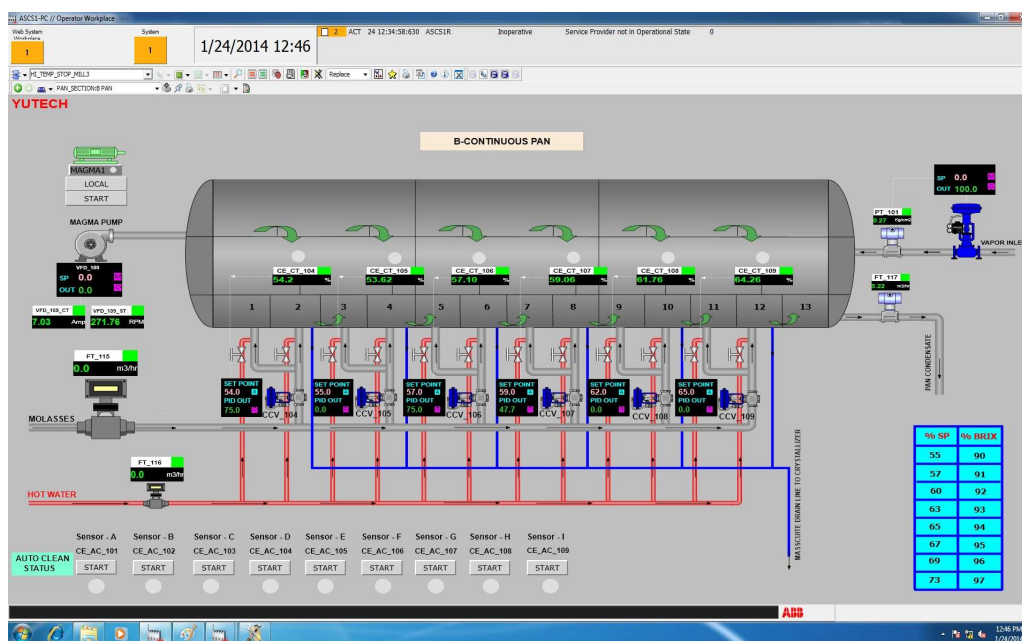 ASCS1-PC // Operator Workplace
Web System Workplace
1
System
1
1/24/2014 12:46
2 ACT 24 12:34:58:630 ASCS1R Inoperative Service Provider not in Operational State 0
HI_TEMP_STOP_MILL3
Replace
PAN_SECTION:B PAN
YUTECH
B-CONTINUOUS PAN
MAGMA1
LOCAL
START
MAGMA PUMP
VFD_109
SP 0.0 M
OUT 0.0
VFD_109_CT
7.03 Amp
VFD_109_ST
271.76 RPM
SP 0.0
OUT 100.0
PT_101
0.27 Kg/cm2
VAPOR INLE
FT_117
5.22 m3/hr
PAN CONDENSATE
CE_CT_104
54.2 %
CE_CT_105
53.62 %
CE_CT_106
57.10 %
CE_CT_107
59.06 %
CE_CT_108
61.76 %
CE_CT_109
64.26 %
1 2 3 4 5 6 7 8 9 10 11 12 13
FT_115
0.0 m3/hr
MOLASSES
SET POINT
54.0
PID OUT
75.0
CCV_104
SET POINT
55.0
PID OUT
0.0
CCV_105
SET POINT
57.0
PID OUT
75.0
CCV_106
SET POINT
59.0
PID OUT
47.7
CCV_107
SET POINT
62.0
PID OUT
0.0
CCV_108
SET POINT
65.0
PID OUT
0.0
CCV_109
FT_116
0.0 m3/hr
HOT WATER
MASSCUITE DRAIN LINE TO CRYSTALLIZER
% SP % BRIX
55 90
57 91
60 92
63 93
65 94
67 95
69 96
73 97
Sensor - A Sensor - B Sensor - C Sensor - D Sensor - E Sensor - F Sensor - G Sensor - H Sensor - I
CE_AC_101 CE_AC_102 CE_AC_103 CE_AC_104 CE_AC_105 CE_AC_106 CE_AC_107 CE_AC_108 CE_AC_109
AUTO CLEAN STATUS
START START START START START START START START START
ABB
12:46 PM
1/24/2014